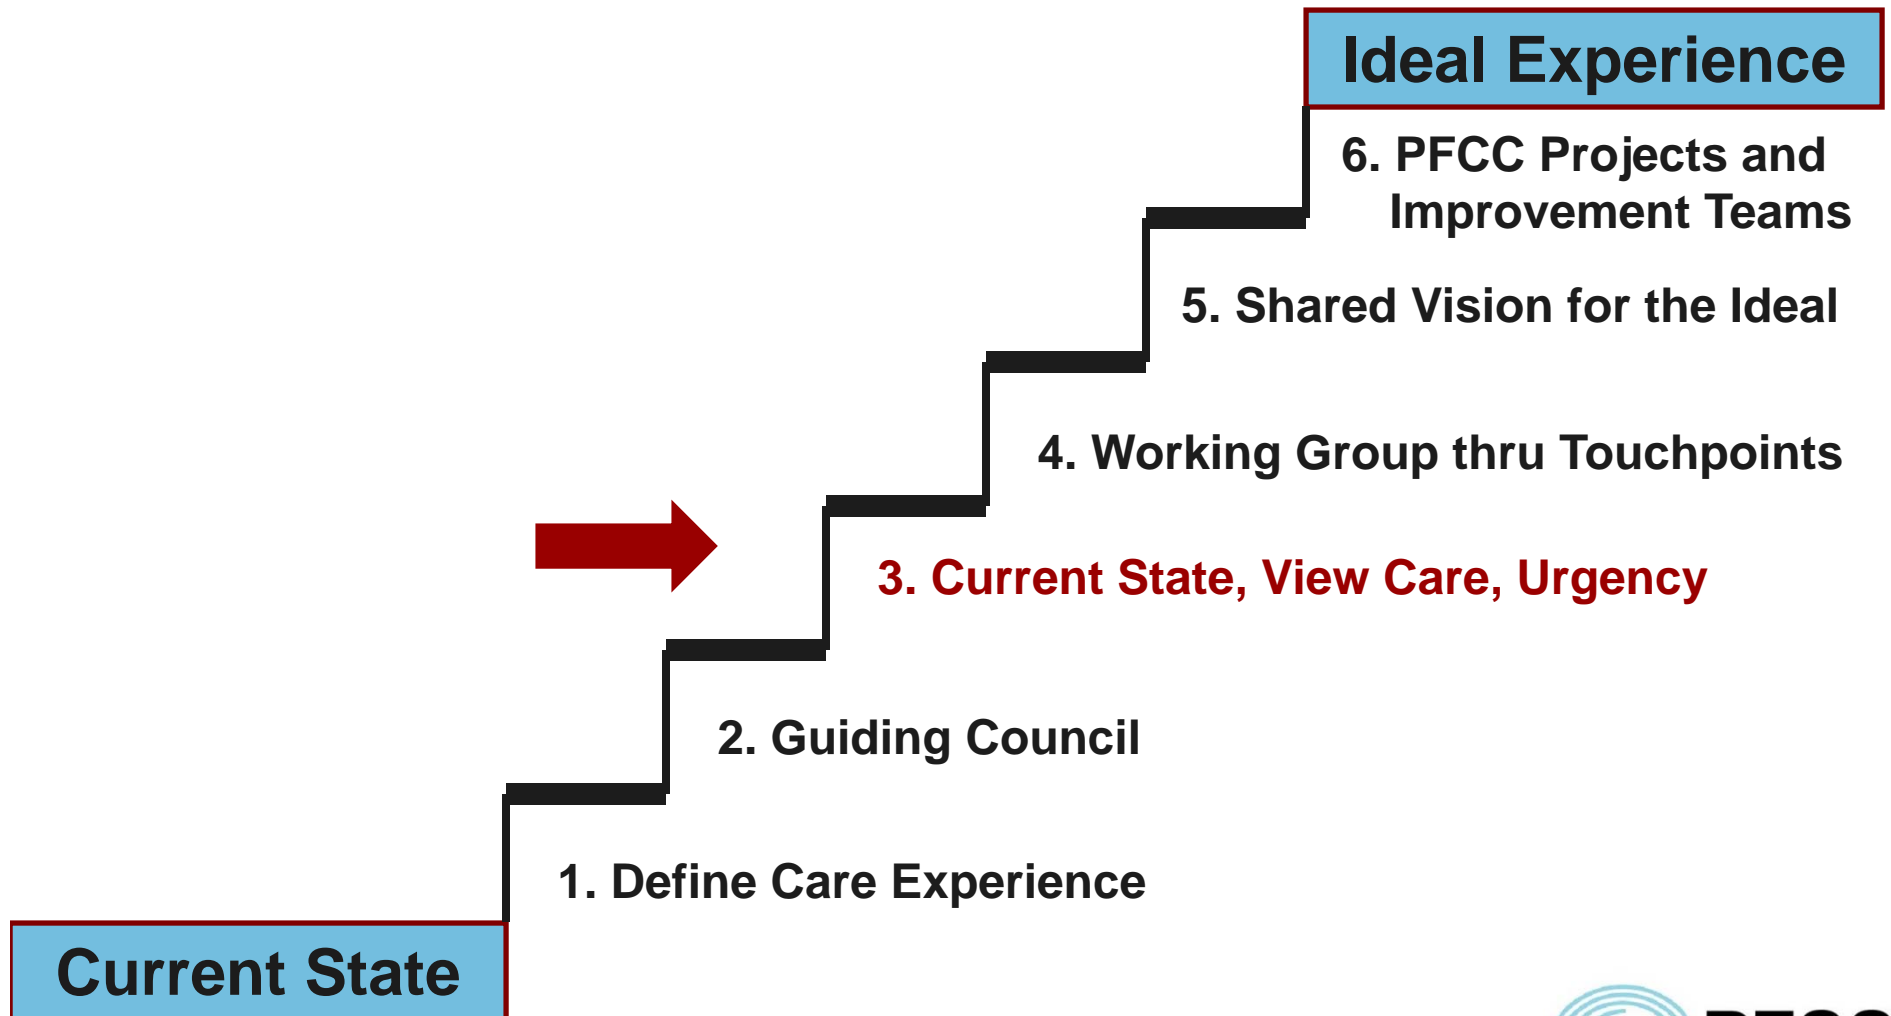 Ideal Experience
6. PFCC Projects and
Improvement Teams
5. Shared Vision for the Ideal
4. Working Group thru Touchpoints
3. Current State, View Care, Urgency
2. Guiding Council
1. Define Care Experience
Current State